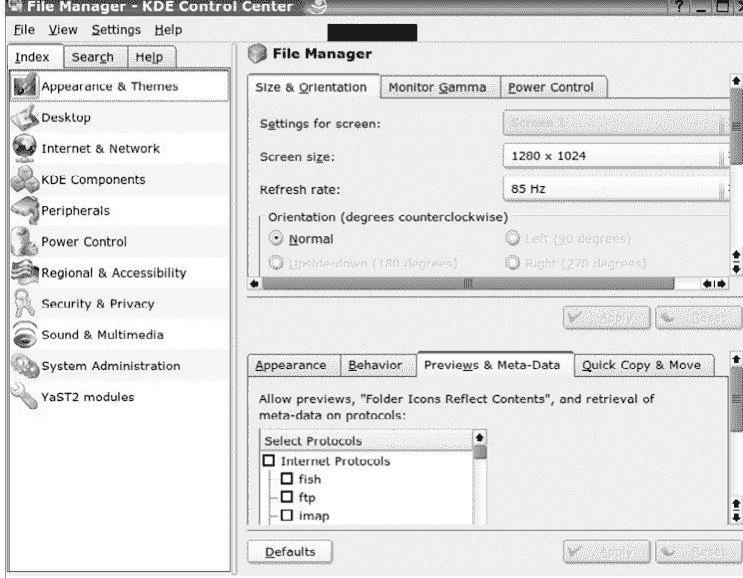 File Manager - KDE Control Center
File View Settings Help
Index Search Help
Appearance & Themes
Desktop
Internet & Network
KDE Components
Peripherals
Power Control
Regional & Accessibility
Security & Privacy
Sound & Multimedia
System Administration
YaST2 modules
File Manager
Size & Orientation Monitor Gamma Power Control
Settings for screen: Screen 1
Screen size: 1280 x 1024
Refresh rate: 85 Hz
Orientation (degrees counterclockwise)
Normal Left (90 degrees)
Upside-down (180 degrees) Right (270 degrees)
Apply Reset
Appearance Behavior Previews & Meta-Data Quick Copy & Move
Allow previews, "Folder Icons Reflect Contents", and retrieval of
meta-data on protocols:
Select Protocols
Internet Protocols
fish
ftp
imap
Defaults Apply Reset